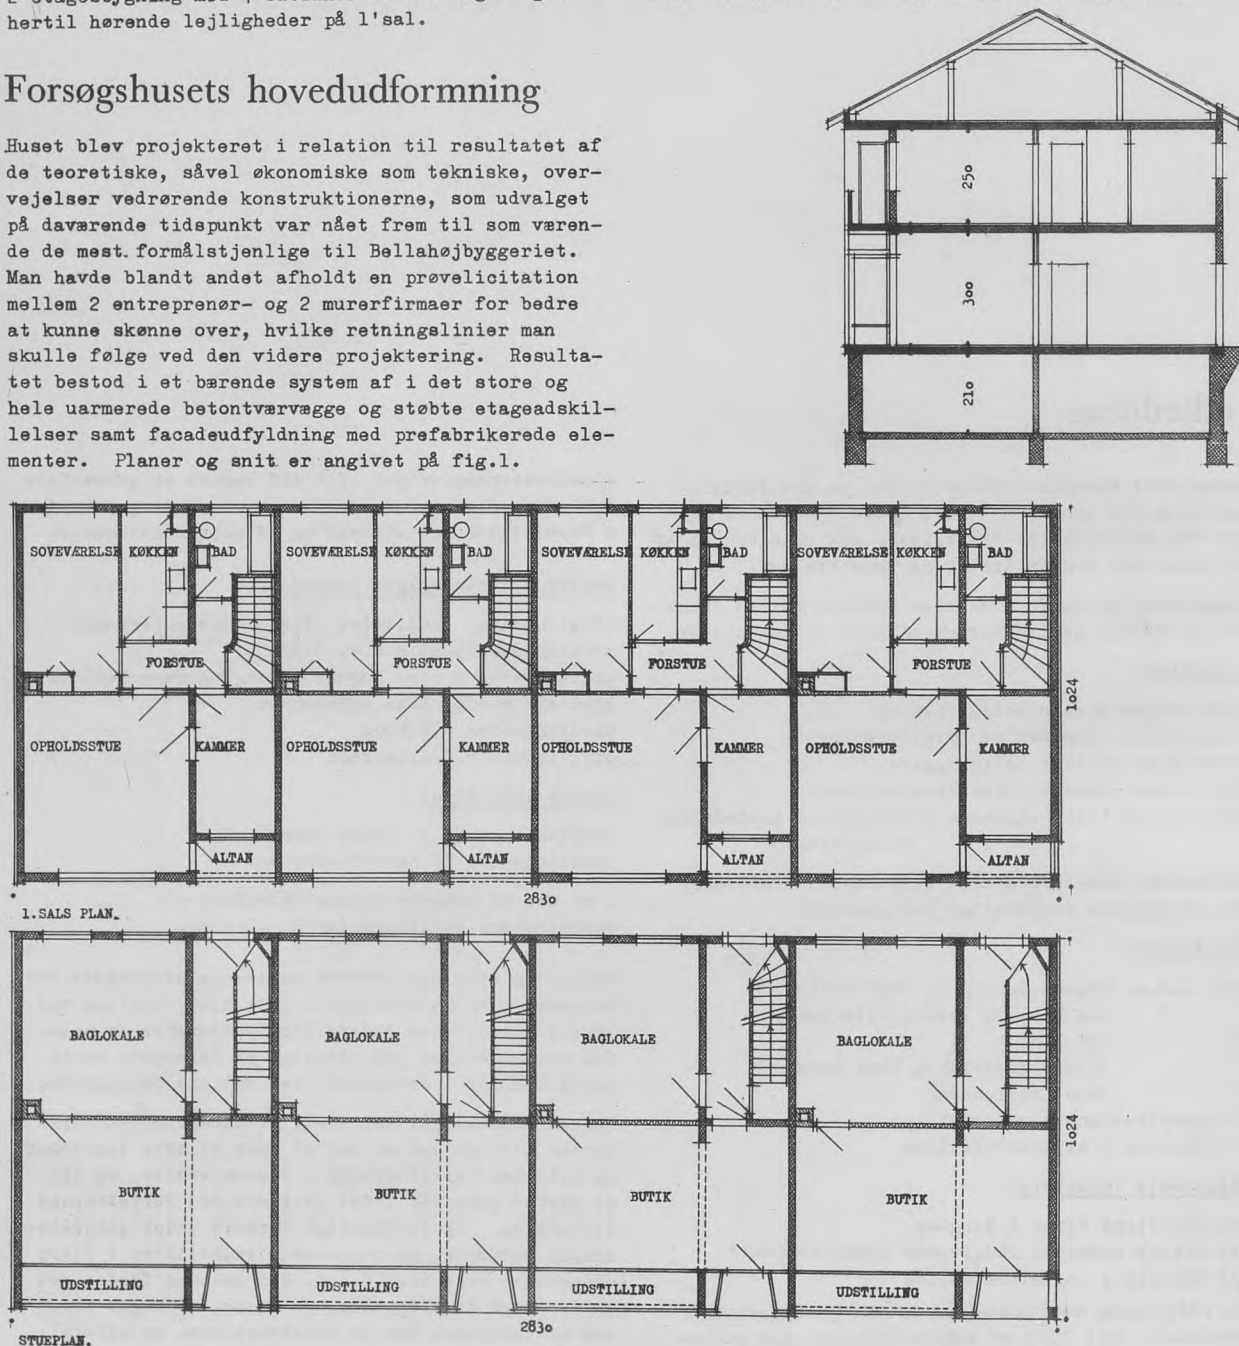 hertil hørende lejligheder på l'sal.
Forsøgshusets hovedudformning
Huset blev projekteret i relation til resultatet af
de teoretiske, såvel økonomiske som tekniske, over-
vejelser vedrørende konstruktionerne, som udvalget
på daværende tidspunkt var nået frem til som væren-
de de mest formålstjenlige til Bellahøjbyggeriet.
Man havde blandt andet afholdt en prøvelicitation
mellem 2 entreprenør- og 2 murerfirmaer for bedre
at kunne skønne over, hvilke retningslinier man
skulle følge ved den videre projektering. Resulta-
tet bestod i et bærende system af i det store og
hele uarmerede betontværvægge og støbte etageadskil-
lelser samt facadeudfyldning med præfabrikerede ele-
menter. Planer og snit er angivet på fig.1.
250
300
210
SOVEVÆRELSE KØKKEN BAD SOVEVÆRELSE KØKKEN BAD SOVEVÆRELSE KØKKEN BAD SOVEVÆRELSE KØKKEN BAD
FORSTUE FORSTUE FORSTUE FORSTUE
1024
OPHOLDSSTUE KAMMER OPHOLDSSTUE KAMMER OPHOLDSSTUE KAMMER OPHOLDSSTUE KAMMER
ALTAN ALTAN ALTAN ALTAN
2830
1.SALS PLAN.
BAGLOKALE BAGLOKALE BAGLOKALE BAGLOKALE
1024
BUTIK BUTIK BUTIK BUTIK
UDSTILLING UDSTILLING UDSTILLING UDSTILLING
2830
STUEPLAN.